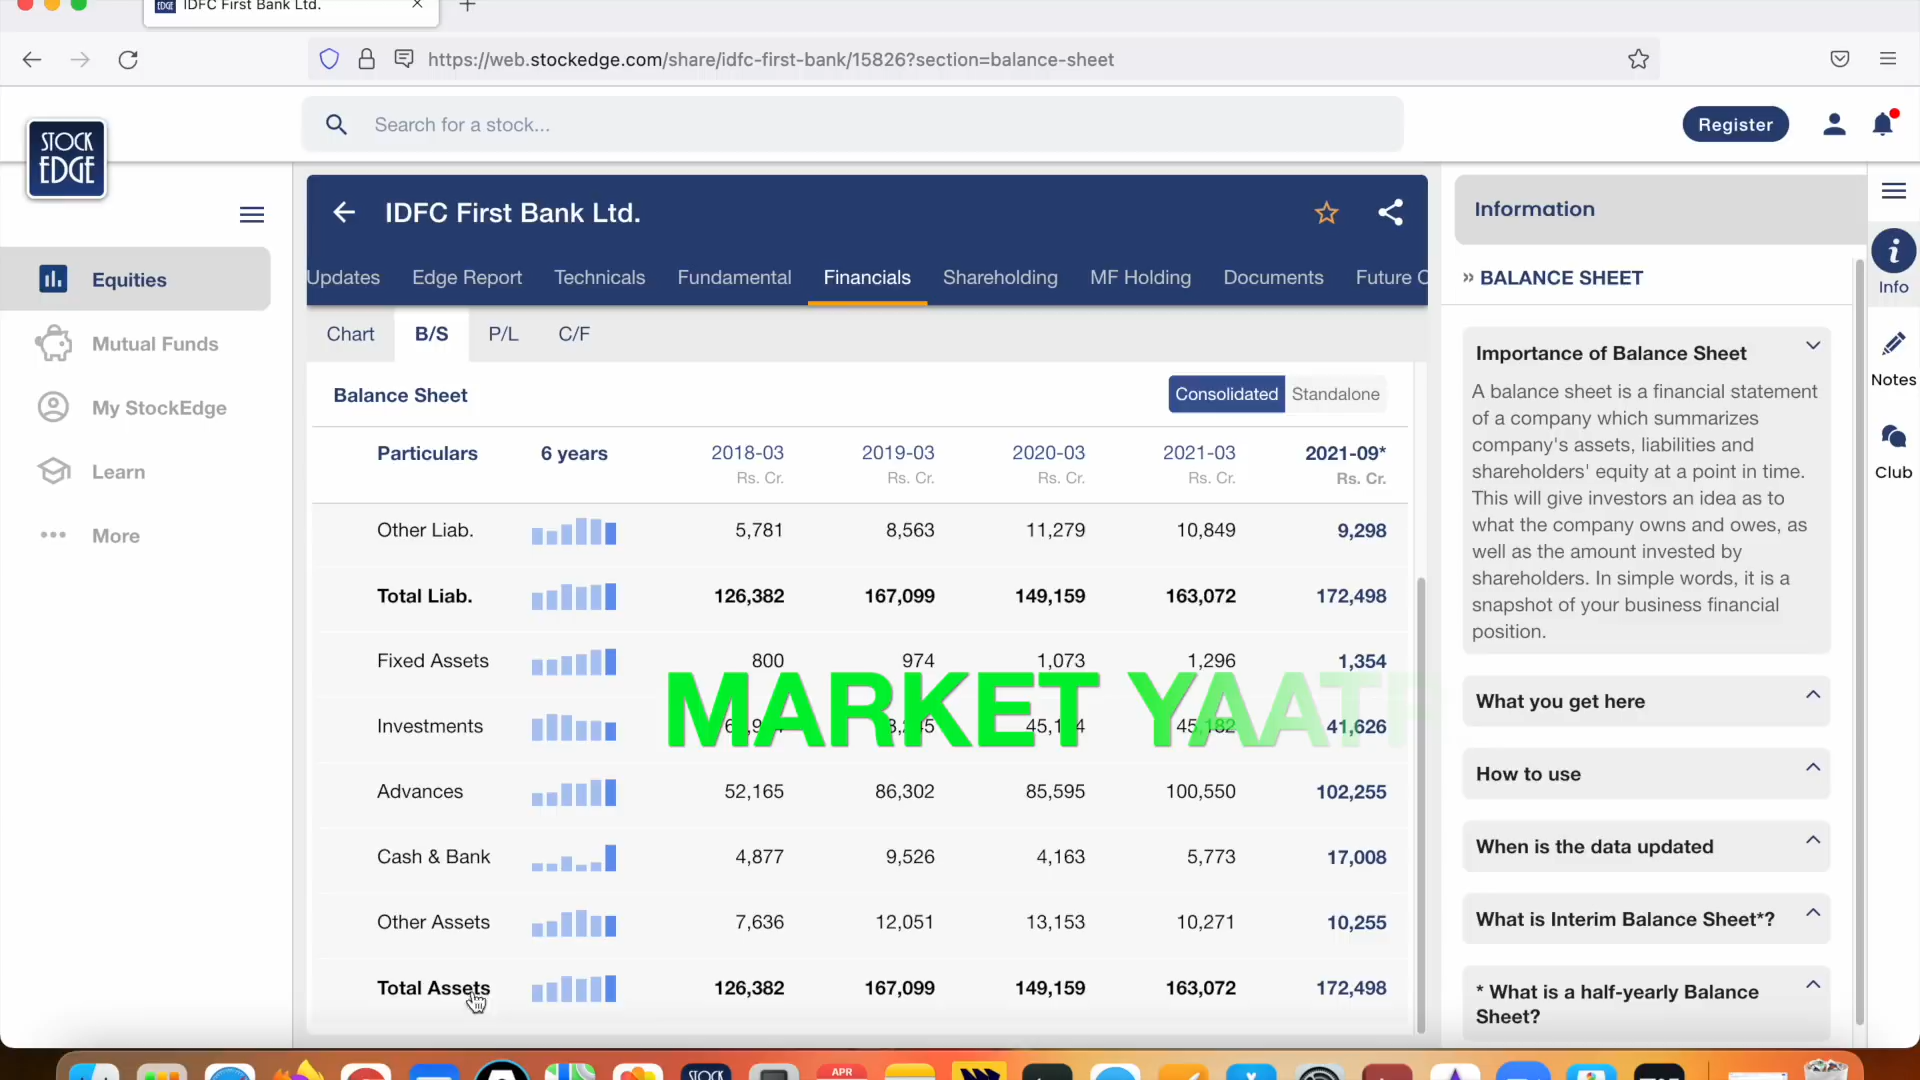 IDFC First Bank Ltd.
https://web.stockedge.com/share/idfc-first-bank/15826?section=balance-sheet
STOCK
EDGE
Search for a stock...
Register
IDFC First Bank Ltd.
Updates Edge Report Technicals Fundamental Financials Shareholding MF Holding Documents Future
Chart B/S P/L C/F
Equities
Mutual Funds
My StockEdge
Learn
More
Balance Sheet Consolidated Standalone
Particulars 6 years 2018-03 2019-03 2020-03 2021-03 2021-09*
Rs. Cr. Rs. Cr. Rs. Cr. Rs. Cr. Rs. Cr.
Other Liab. 5,781 8,563 11,279 10,849 9,298
Total Liab. 126,382 167,099 149,159 163,072 172,498
Fixed Assets 800 974 1,073 1,296 1,354
MARKET YAAT
Investments 45,182 41,626
Advances 52,165 86,302 85,595 100,550 102,255
Cash & Bank 4,877 9,526 4,163 5,773 17,008
Other Assets 7,636 12,051 13,153 10,271 10,255
Total Assets 126,382 167,099 149,159 163,072 172,498
Information
» BALANCE SHEET
Importance of Balance Sheet
A balance sheet is a financial statement
of a company which summarizes
company's assets, liabilities and
shareholders' equity at a point in time.
This will give investors an idea as to
what the company owns and owes, as
well as the amount invested by
shareholders. In simple words, it is a
snapshot of your business financial
position.
What you get here
How to use
When is the data updated
What is Interim Balance Sheet*?
* What is a half-yearly Balance
Sheet?
Info
Notes
Club
APR
STOCK